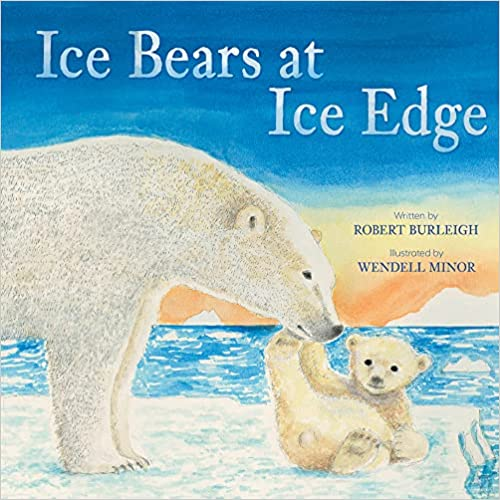 Ice Bears at
Ice Edge
Written by
ROBERT BURLEIGH
Illustrated by
WENDELL MINOR